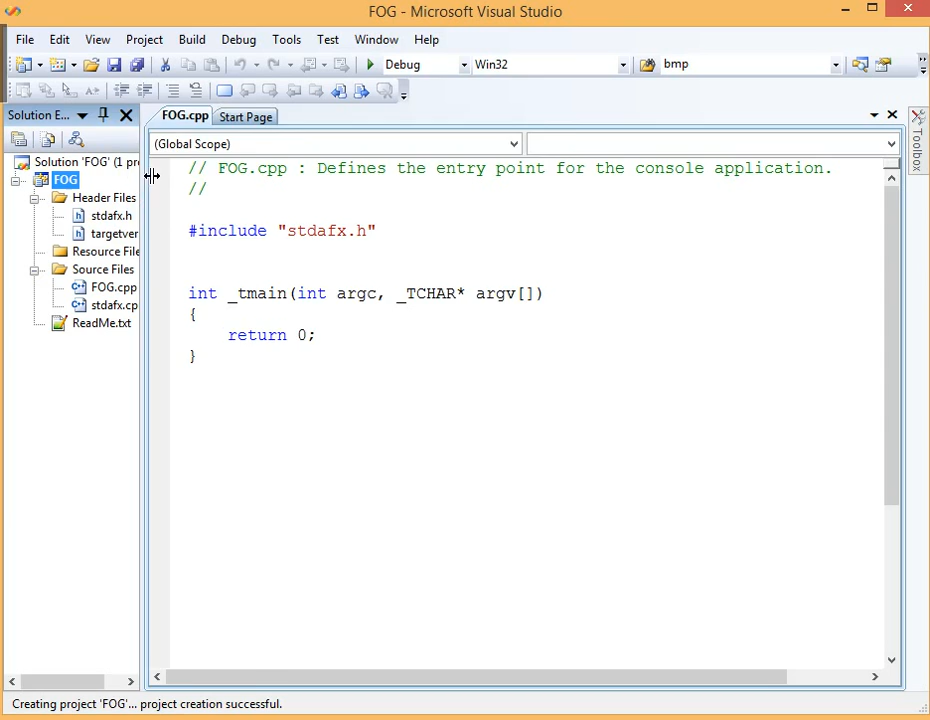 FOG - Microsoft Visual Studio
File Edit View Project Build Debug Tools Test Window Help
Debug Win32 bmp
Solution E...
FOG.cpp Start Page
(Global Scope)
Toolbox
Solution 'FOG' (1 pr
FOG
Header Files
stdafx.h
targetver
Resource File
Source Files
FOG.cpp
stdafx.cp
ReadMe.txt
// FOG.cpp : Defines the entry point for the console application.
//
#include "stdafx.h"
int _tmain(int argc, _TCHAR* argv[])
{
return 0;
}
Creating project 'FOG'... project creation successful.